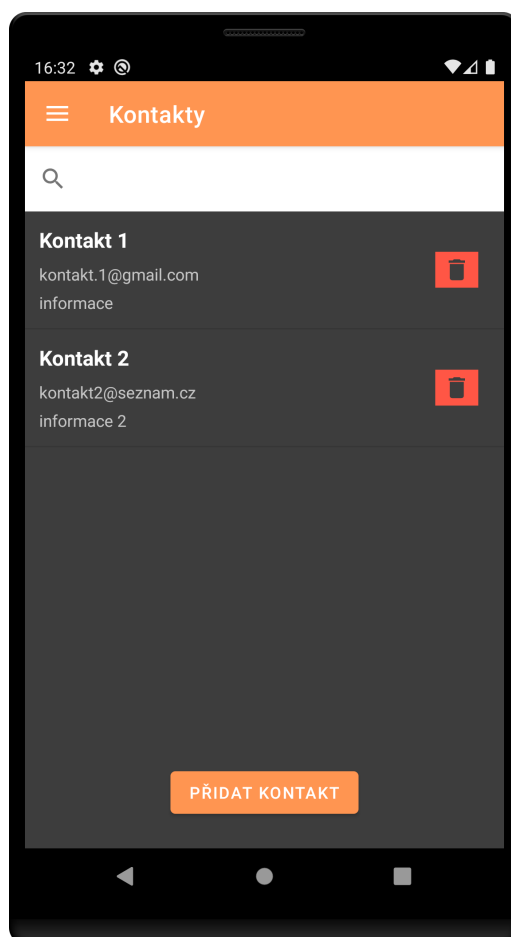 16:32
Kontakty
Kontakt 1
kontakt.1@gmail.com
informace
Kontakt 2
kontakt2@seznam.cz
informace 2
PŘIDAT KONTAKT